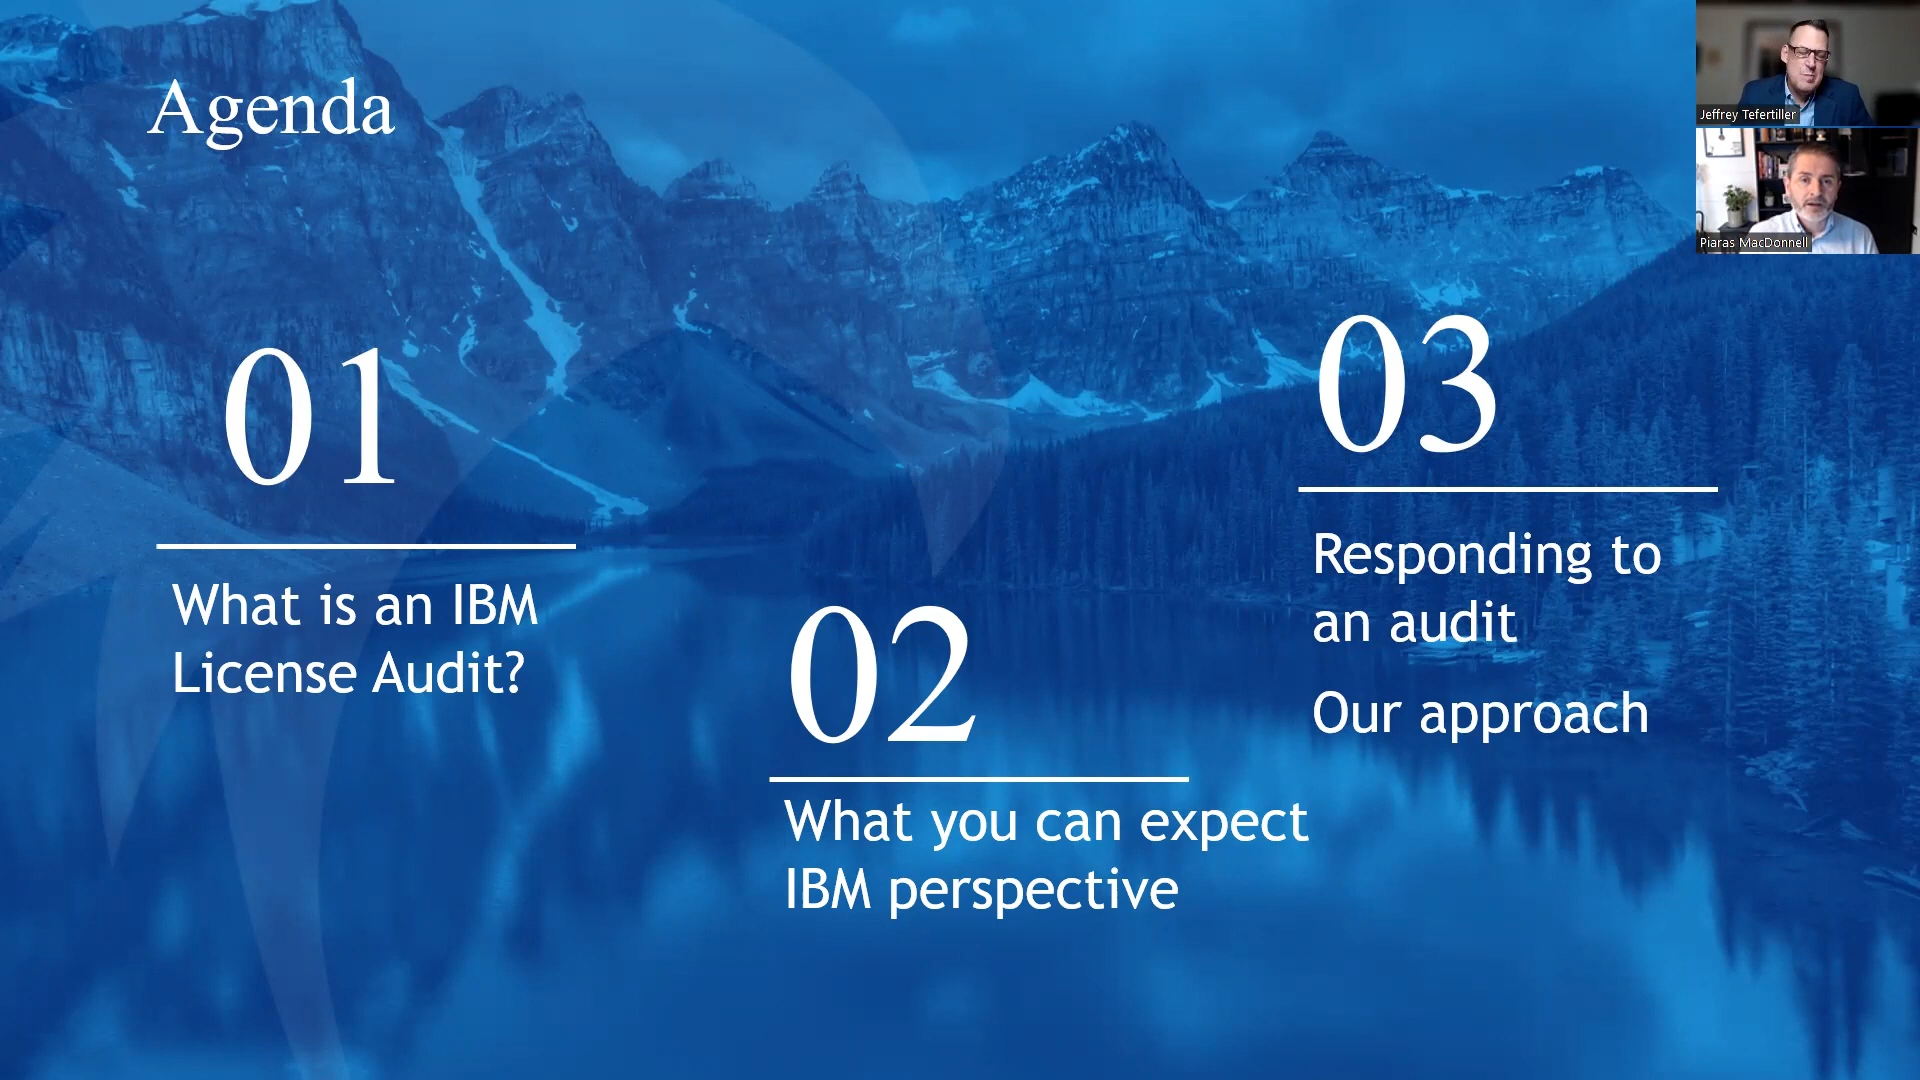 Agenda
01
What is an IBM
License Audit?
02
What you can expect
IBM perspective
03
Responding to
an audit
Our approach
Jeffrey Tefertiller
Piaras MacDonnell